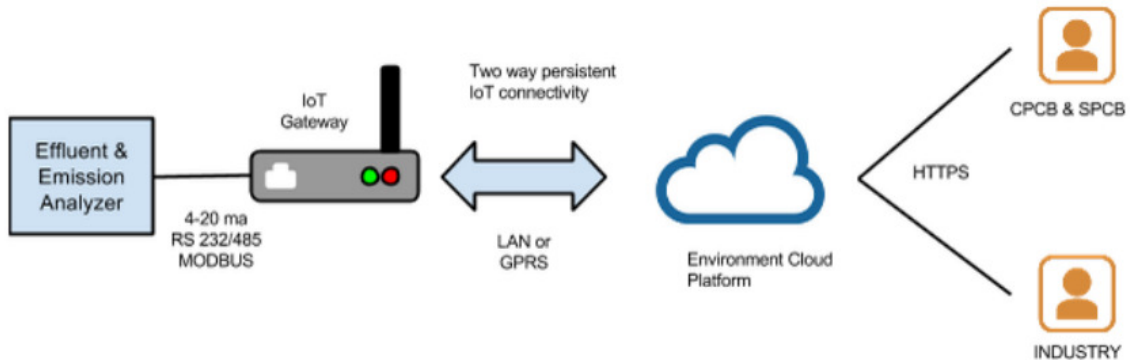 Effluent &
Emission
Analyzer
4-20 ma
RS 232/485
MODBUS
IoT
Gateway
Two way persistent
IoT connectivity
LAN or
GPRS
Environment Cloud
Platform
HTTPS
CPCB & SPCB
INDUSTRY